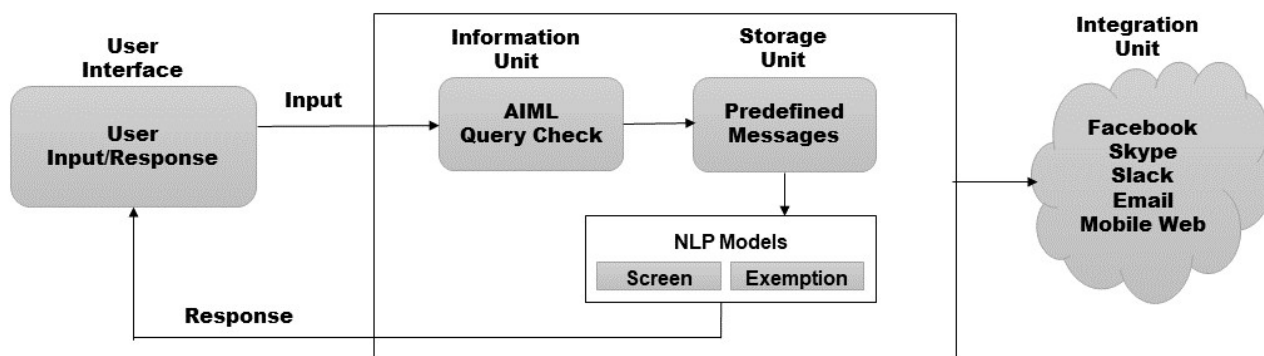 User
Interface
User
Input/Response
Input
Information
Unit
AIML
Query Check
Storage
Unit
Predefined
Messages
NLP Models
Screen
Exemption
Response
Integration
Unit
Facebook
Skype
Slack
Email
Mobile Web